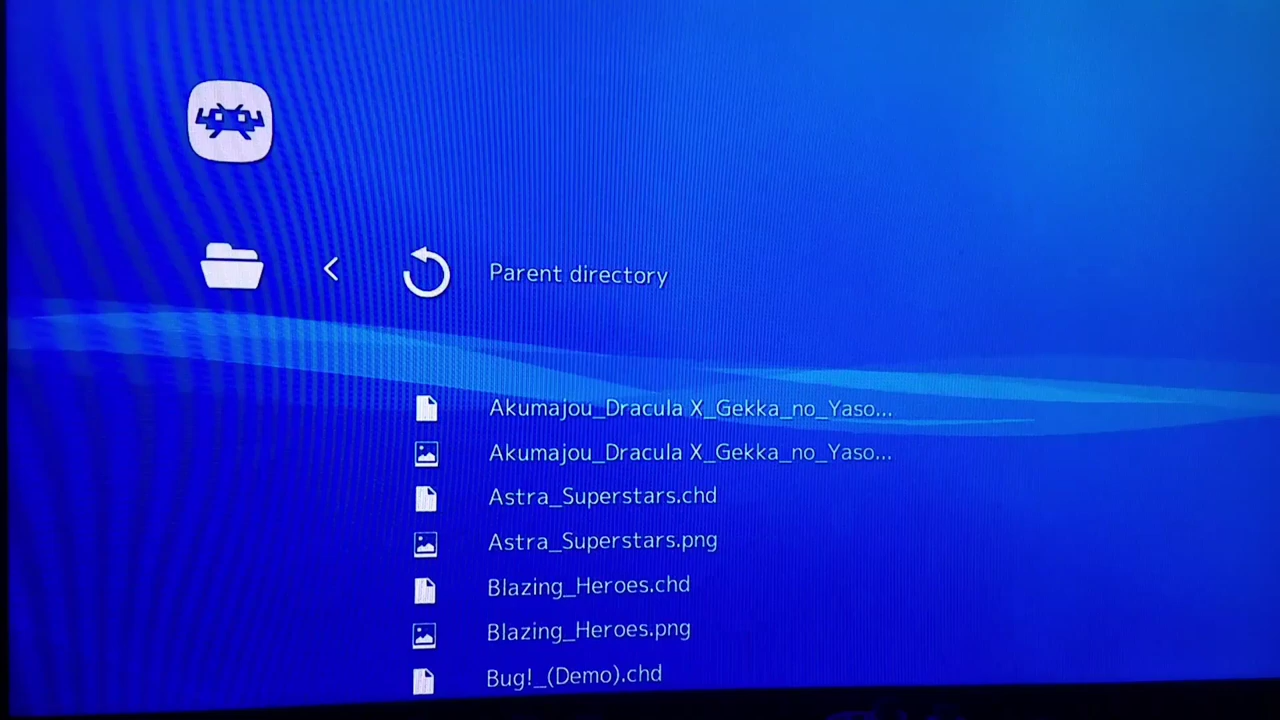 Parent directory
Akumajou_Dracula X_Gekka_no_Yaso...
Akumajou_Dracula X_Gekka_no_Yaso...
Astra_Superstars.chd
Astra_Superstars.png
Blazing_Heroes.chd
Blazing_Heroes.png
Bug!_(Demo).chd